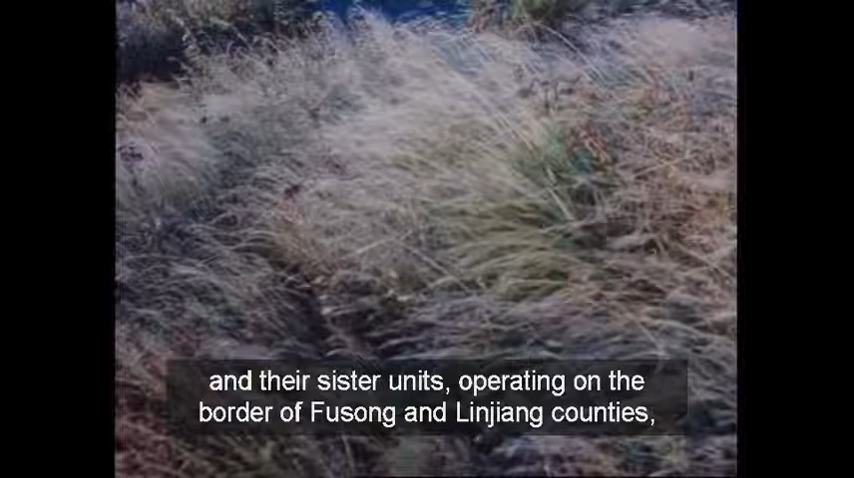 and their sister units, operating on the
border of Fusong and Linjiang counties,